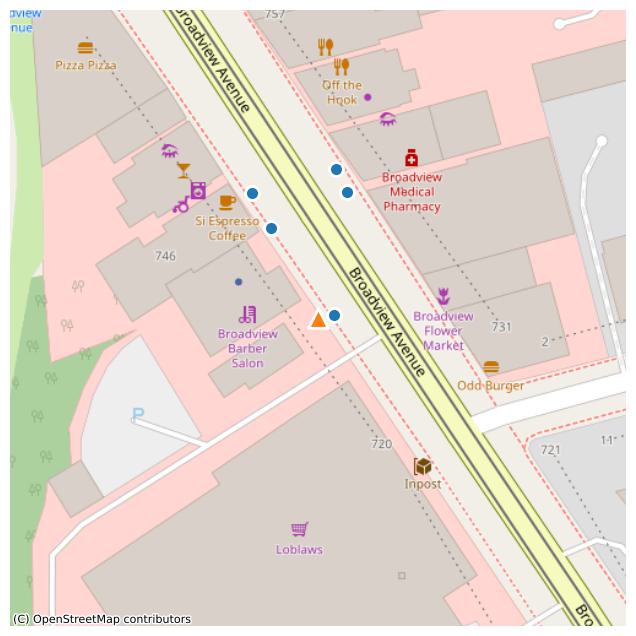 dview
nue
Broadview Avenue
757
Pizza Pizza
Off the
Hook
Broadview
Medical
Pharmacy
Si Espresso
Coffee
746
Broadview Avenue
Broadview
Flower
Market
731
2
Broadview
Barber
Salon
Odd Burger
P
720
721
11
Inpost
Loblaws
Bro
(C) OpenStreetMap contributors